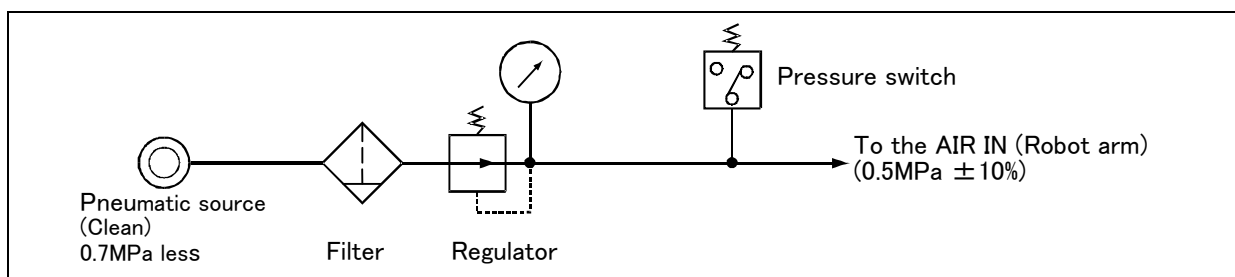 Pressure switch
To the AIR IN (Robot arm)
(0.5MPa ±10%)
Pneumatic source
(Clean)
0.7MPa less
Filter
Regulator